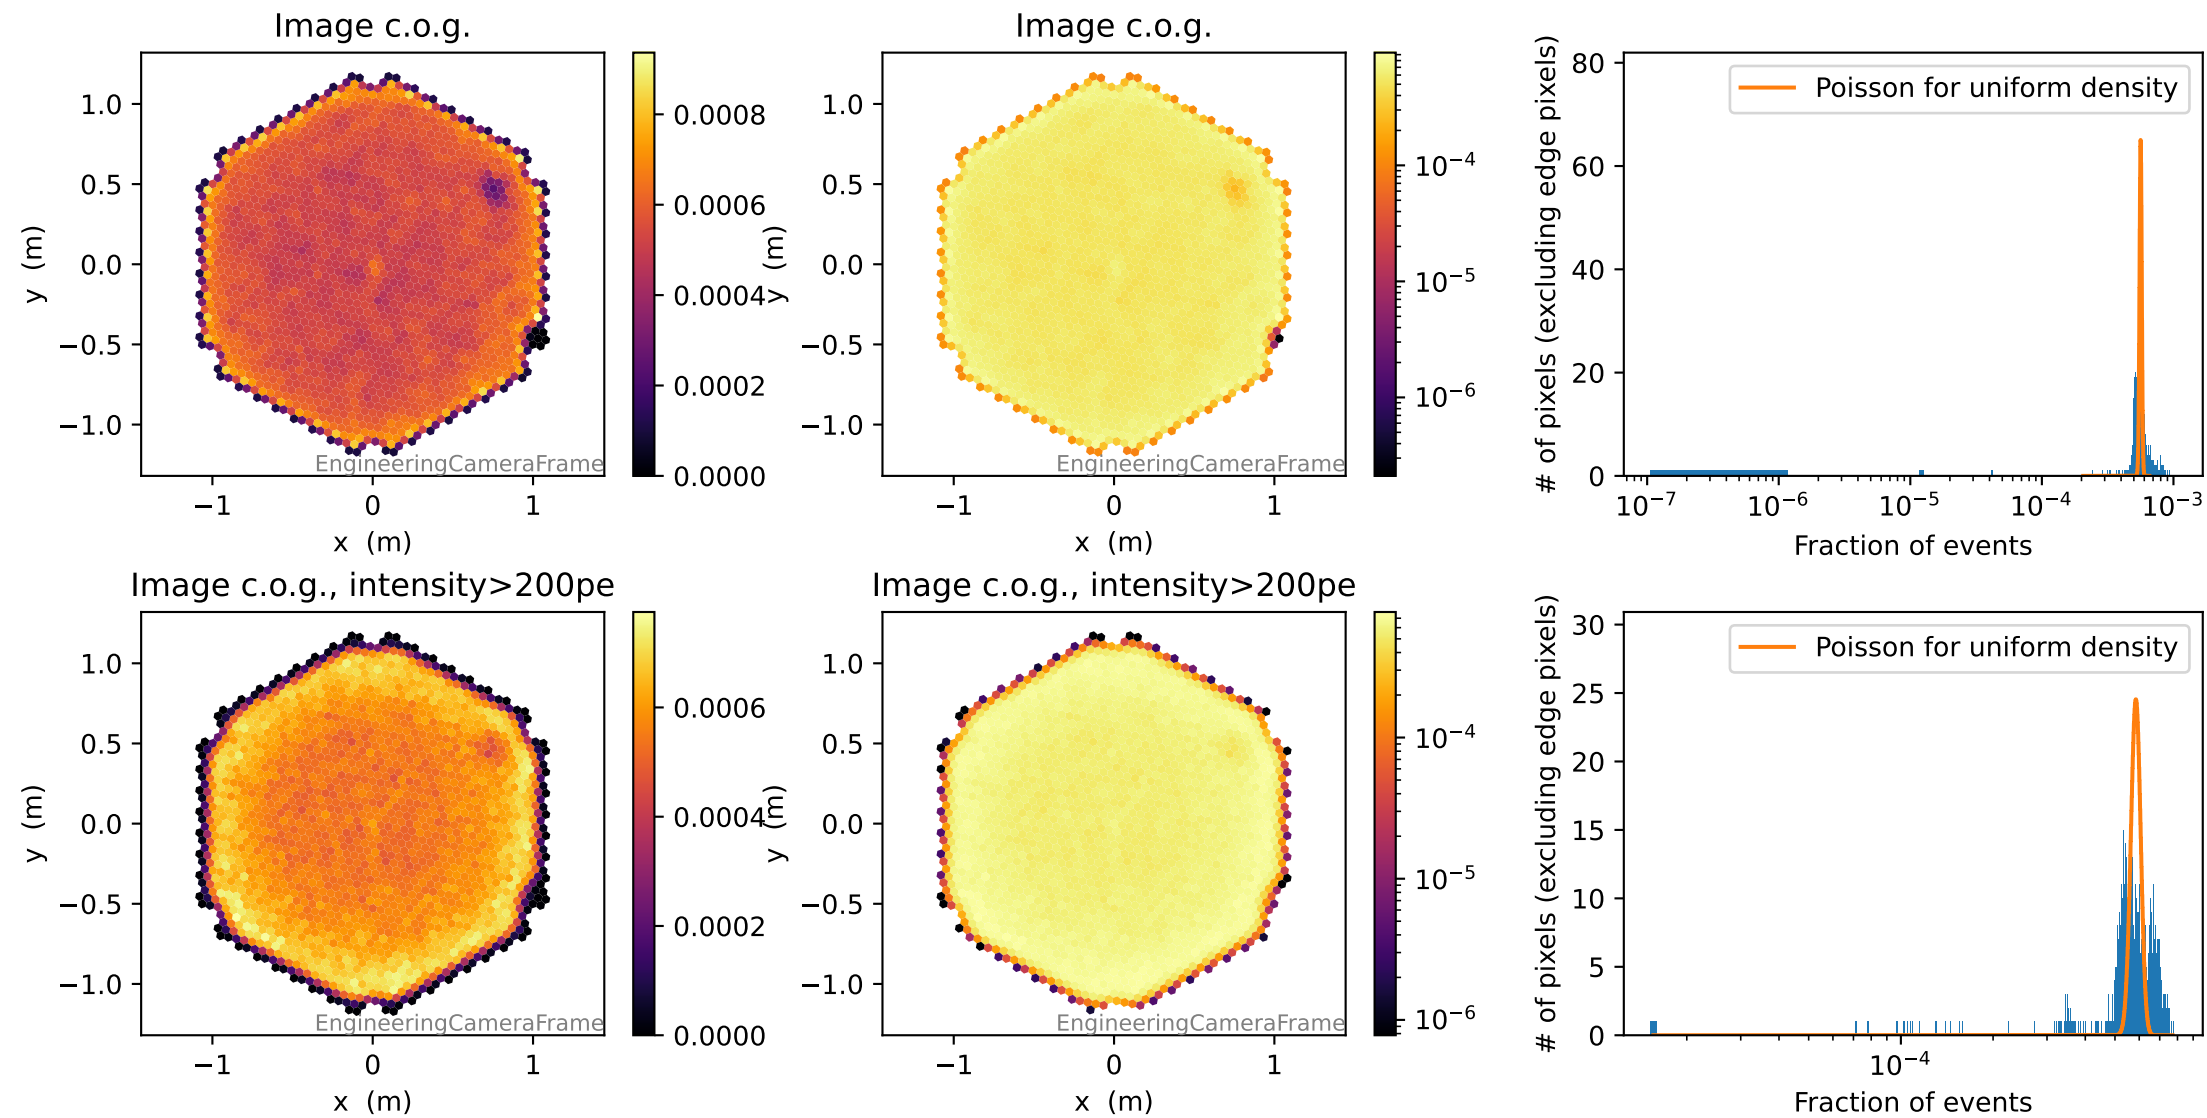 Image c.o.g.
1.0
0.5
0.0
−0.5
−1.0
y (m)
−1
0
1
x (m)
EngineeringCameraFrame
0.0008
0.0006
0.0004
0.0002
0.0000
Image c.o.g.
1.0
0.5
0.0
−0.5
−1.0
y (m)
−1
0
1
x (m)
EngineeringCameraFrame
10⁻⁴
10⁻⁵
10⁻⁶
Poisson for uniform density
80
60
40
20
0
# of pixels (excluding edge pixels)
10⁻⁷
10⁻⁶
10⁻⁵
10⁻⁴
10⁻³
Fraction of events
Image c.o.g., intensity>200pe
1.0
0.5
0.0
−0.5
−1.0
y (m)
−1
0
1
x (m)
EngineeringCameraFrame
0.0006
0.0004
0.0002
0.0000
Image c.o.g., intensity>200pe
1.0
0.5
0.0
−0.5
−1.0
y (m)
−1
0
1
x (m)
EngineeringCameraFrame
10⁻⁴
10⁻⁵
10⁻⁶
Poisson for uniform density
30
25
20
15
10
5
0
# of pixels (excluding edge pixels)
10⁻⁴
Fraction of events